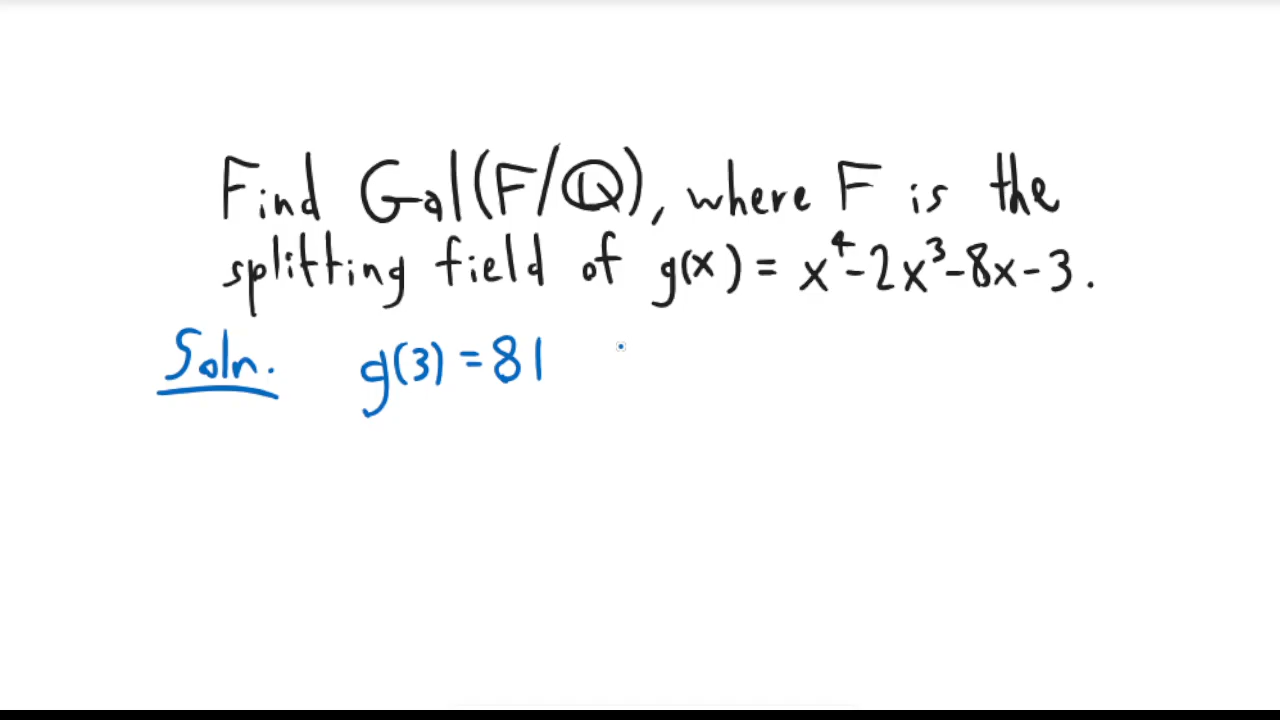 Find Gal(F/ℚ), where F is the
splitting field of g(x) = x⁴-2x³-8x-3.
Soln. g(3) = 81